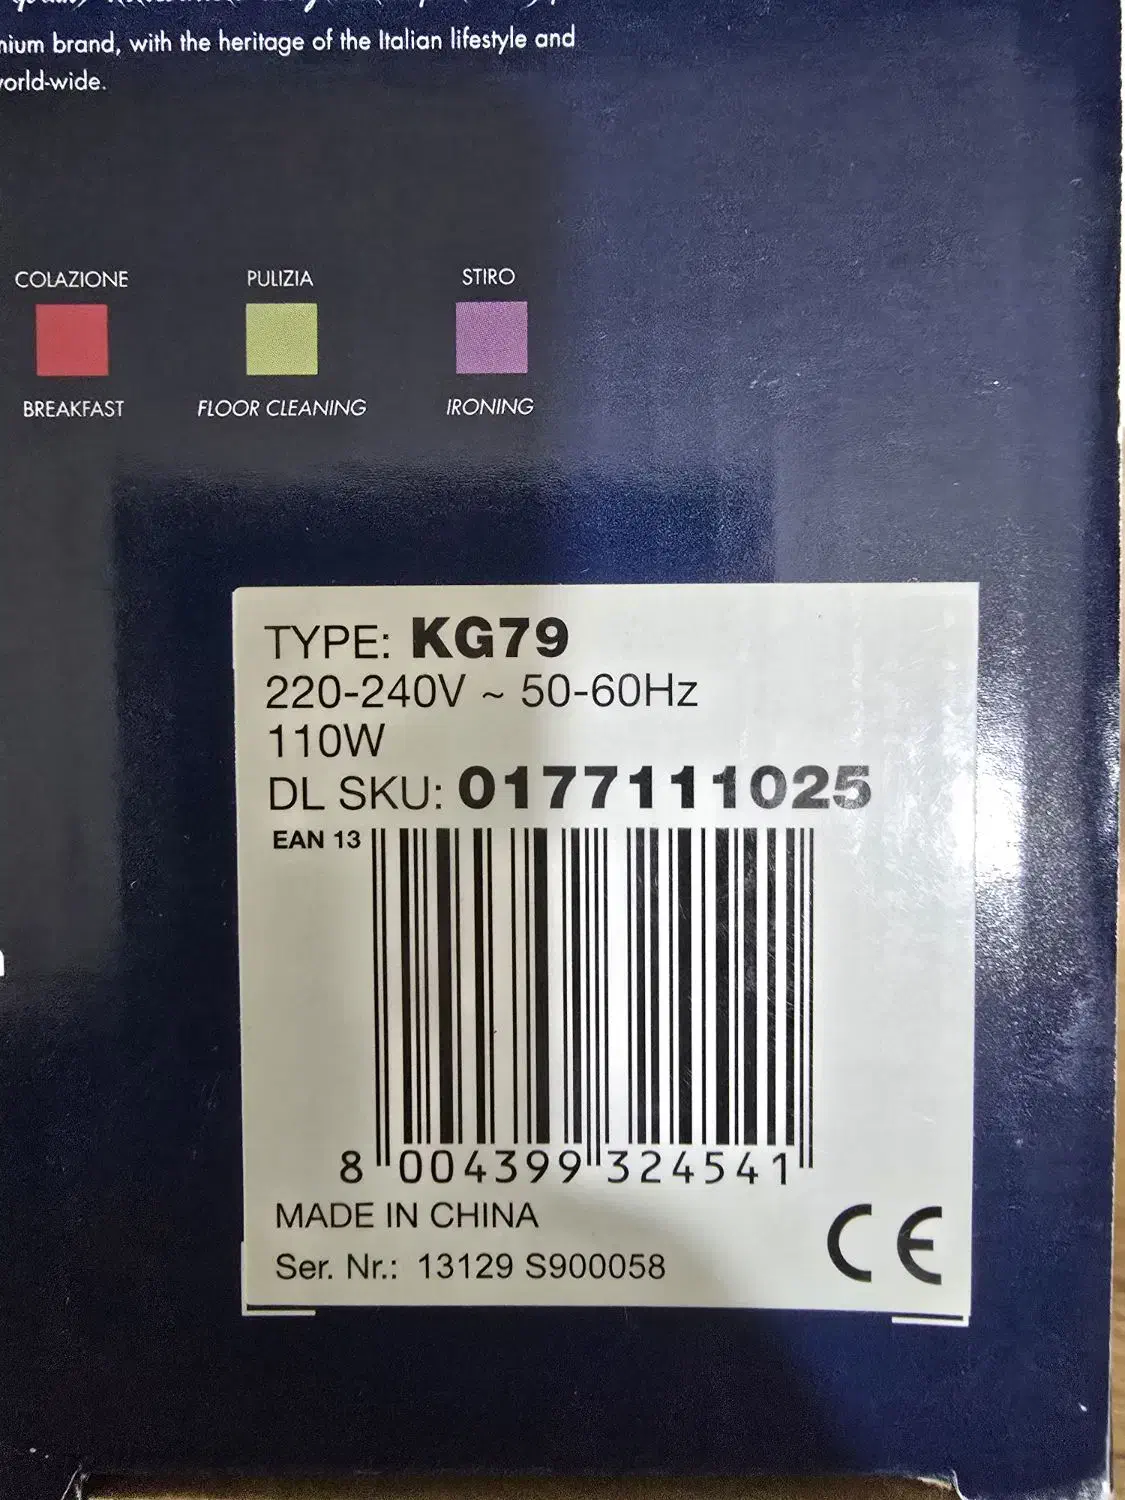 brand, with the heritage of the Italian lifestyle and
world-wide.
COLAZIONE PULIZIA STIRO
BREAKFAST FLOOR CLEANING IRONING
TYPE: KG79
220-240V ~ 50-60Hz
110W
DL SKU: 0177111025
EAN 13
8 004399 324541
MADE IN CHINA
CE
Ser. Nr.: 13129 S900058